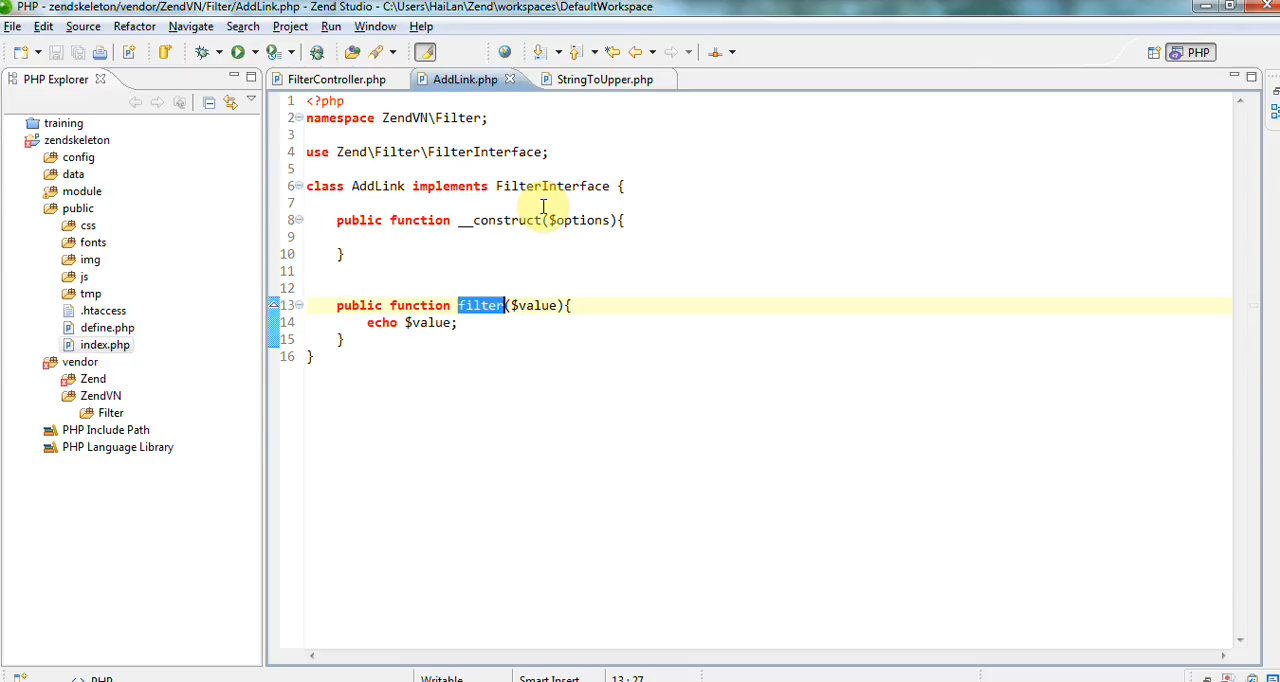 PHP - zendskeleton/vendor/ZendVN/Filter/AddLink.php - Zend Studio - C:\Users\HaiLan\Zend\workspaces\DefaultWorkspace
File Edit Source Refactor Navigate Search Project Run Window Help
PHP
PHP Explorer
training
zendskeleton
config
data
module
public
css
fonts
img
js
tmp
.htaccess
define.php
index.php
vendor
Zend
ZendVN
Filter
PHP Include Path
PHP Language Library
FilterController.php AddLink.php StringToUpper.php
1 <?php
2 namespace ZendVN\Filter;
3
4 use Zend\Filter\FilterInterface;
5
6 class AddLink implements FilterInterface {
7
8 public function __construct($options){
9
10 }
11
12
13 public function filter($value){
14 echo $value;
15 }
16 }
<> PHP Writable Smart Insert 13 : 27